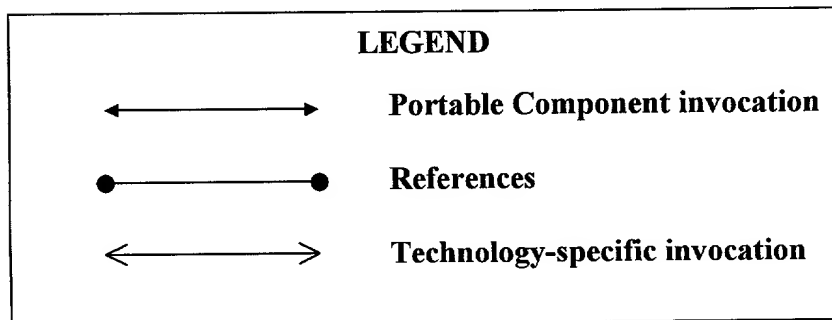 LEGEND
Portable Component invocation
References
Technology-specific invocation